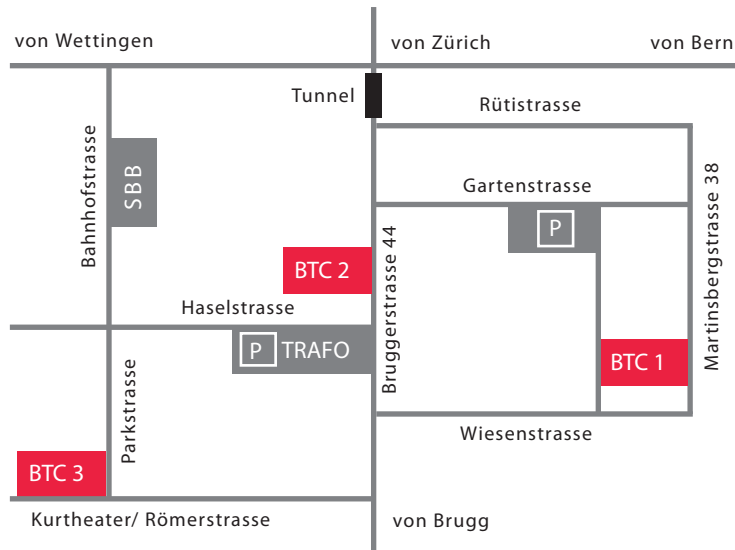 von Wettingen
von Zürich
von Bern
Tunnel
Rütistrasse
Bahnhofstrasse
SBB
Gartenstrasse
P
Martinsbergstrasse 38
BTC 2
Bruggerstrasse 44
Haselstrasse
P TRAFO
BTC 1
Parkstrasse
Wiesenstrasse
BTC 3
Kurtheater/ Römerstrasse
von Brugg